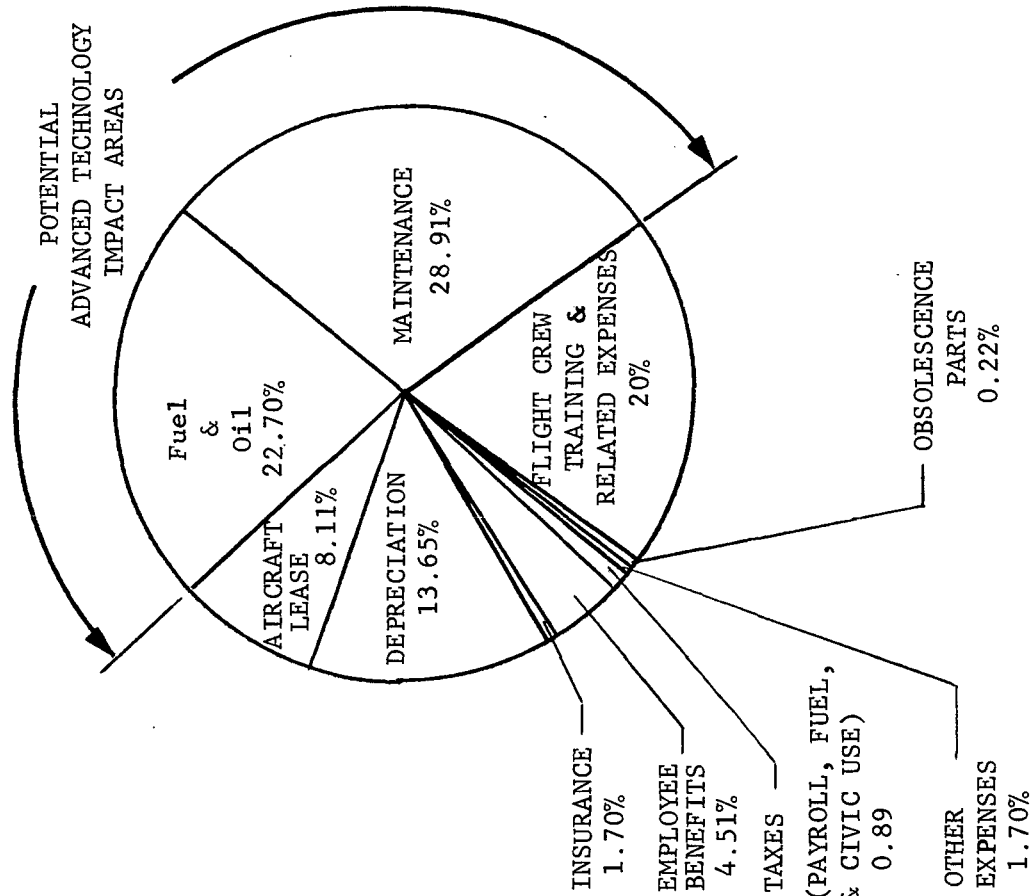 POTENTIAL
ADVANCED TECHNOLOGY
IMPACT AREAS
Fuel
&
Oil
22.70%
MAINTENANCE
28.91%
AIRCRAFT
LEASE
8.11%
DEPRECIATION
13.65%
FLIGHT CREW
TRAINING &
RELATED EXPENSES
20%
OBSOLESCENCE
PARTS
0.22%
INSURANCE
1.70%
EMPLOYEE
BENEFITS
4.51%
TAXES
(PAYROLL, FUEL,
& CIVIC USE)
0.89
OTHER
EXPENSES
1.70%